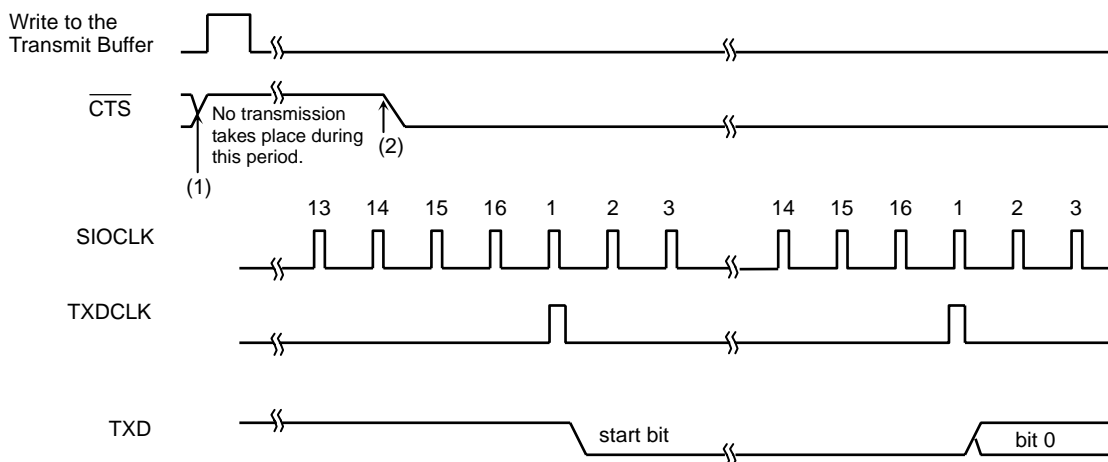 Write to the
Transmit Buffer
CTS
No transmission
takes place during
this period.
(1)
(2)
13 14 15 16 1 2 3 14 15 16 1 2 3
SIOCLK
TXDCLK
TXD
start bit
bit 0